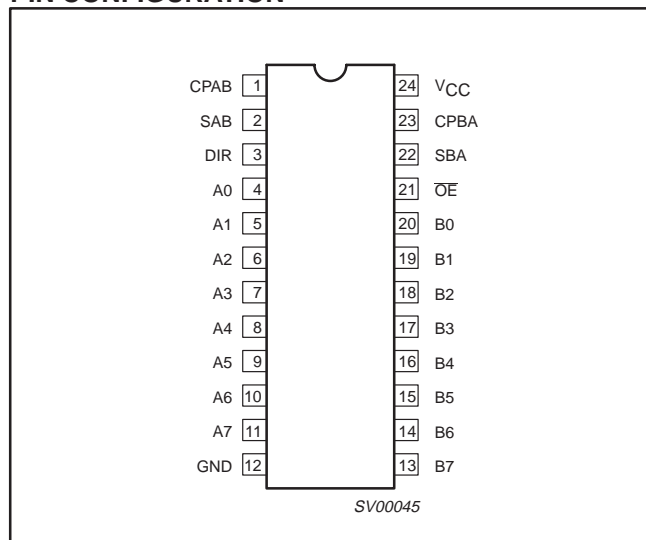 CPAB 1 24 VCC
SAB 2 23 CPBA
DIR 3 22 SBA
A0 4 21 OE
A1 5 20 B0
A2 6 19 B1
A3 7 18 B2
A4 8 17 B3
A5 9 16 B4
A6 10 15 B5
A7 11 14 B6
GND 12 13 B7
SV00045